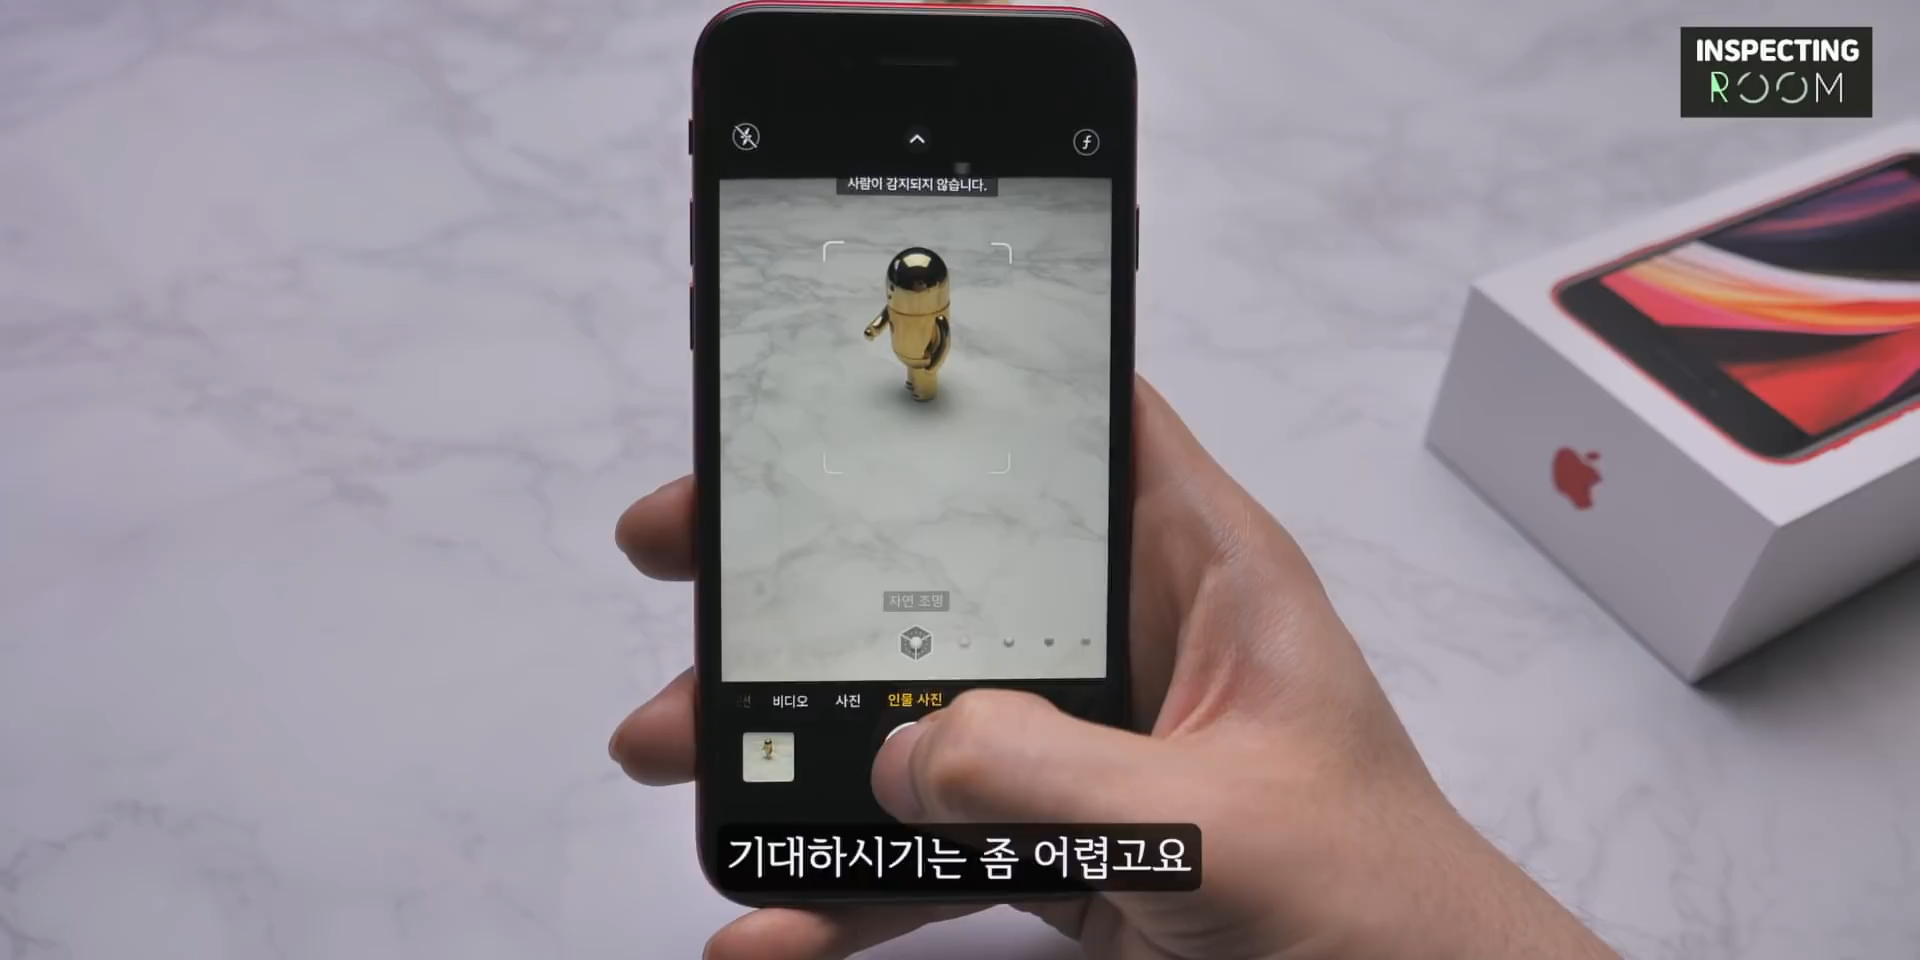 INSPECTING
ROOM
사람이 감지되지 않습니다.
자연 조명
비디오 사진 인물 사진
기대하시기는 좀 어렵고요